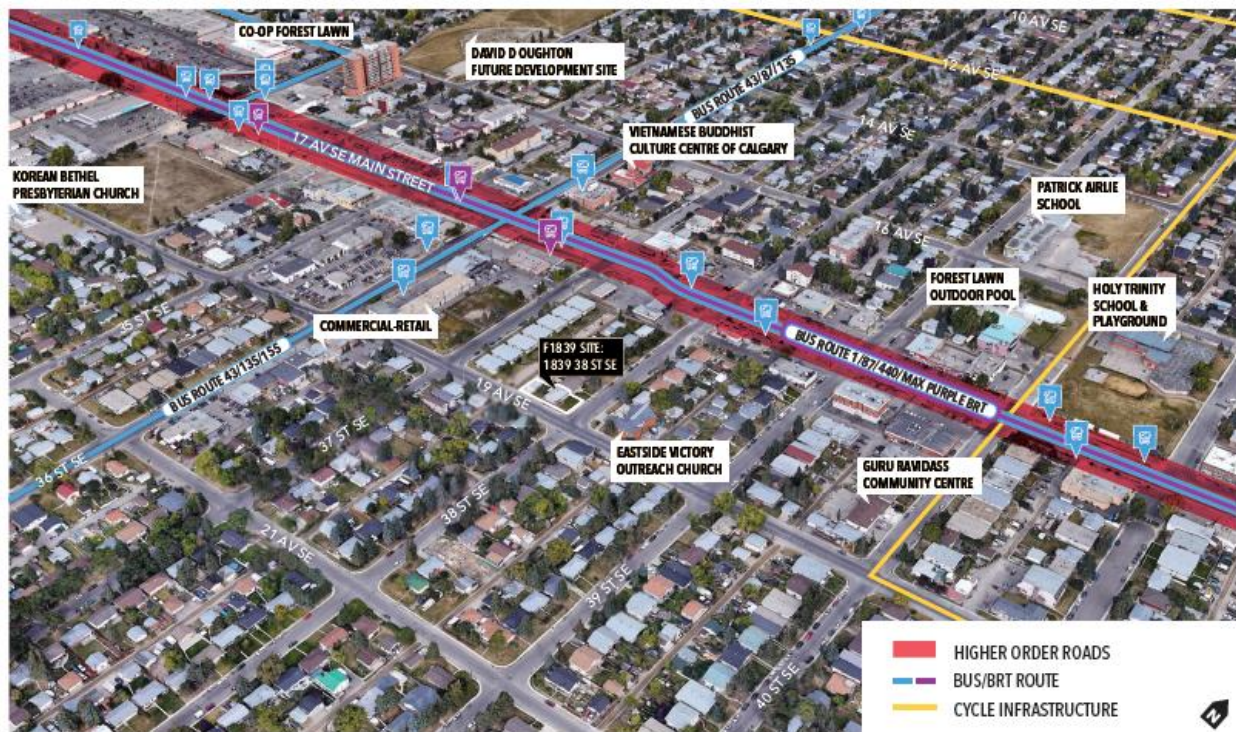 CO-OP FOREST LAWN
DAVID D OUGHTON
FUTURE DEVELOPMENT SITE
10 AV SE
12 AV SE
BUS ROUTE 43/8//135
14 AV SE
VIETNAMESE BUDDHIST
CULTURE CENTRE OF CALGARY
17 AV SE MAIN STREET
KOREAN BETHEL
PRESBYTERIAN CHURCH
PATRICK AIRLIE
SCHOOL
16 AV SE
FOREST LAWN
OUTDOOR POOL
HOLY TRINITY
SCHOOL &
PLAYGROUND
35 ST SE
COMMERCIAL-RETAIL
F1839 SITE:
1839 38 ST SE
BUS ROUTE 1/87/440/MAX PURPLE BRT
BUS ROUTE 43/135/155
19 AV SE
37 ST SE
36 ST SE
EASTSIDE VICTORY
OUTREACH CHURCH
GURU RAVIDASS
COMMUNITY CENTRE
38 ST SE
21 AV SE
39 ST SE
40 ST SE
HIGHER ORDER ROADS
BUS/BRT ROUTE
CYCLE INFRASTRUCTURE
N